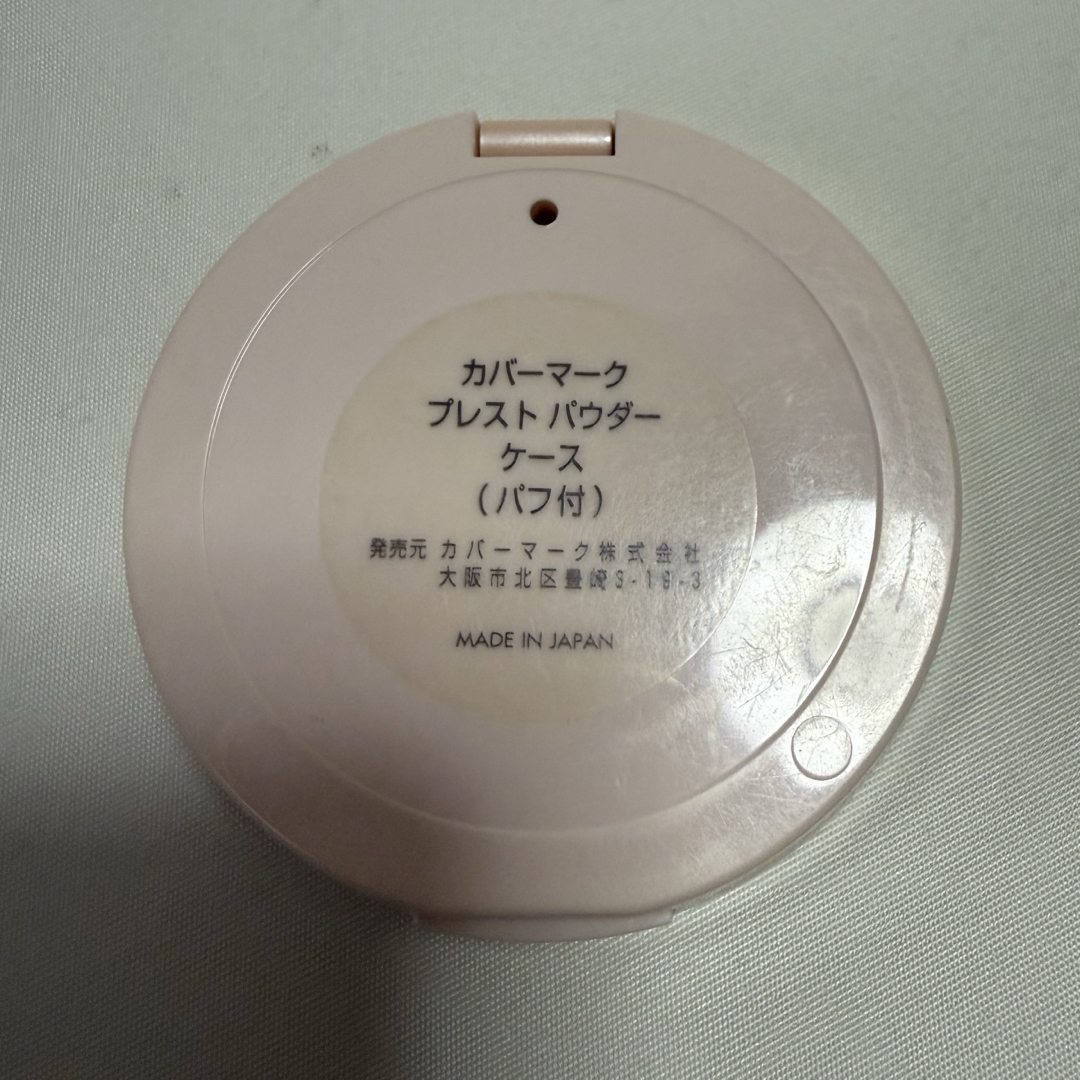 カバーマーク
プレスト パウダー
ケース
(パフ付)
発売元 カバーマーク株式会社
大阪市北区豊崎3-19-3
MADE IN JAPAN